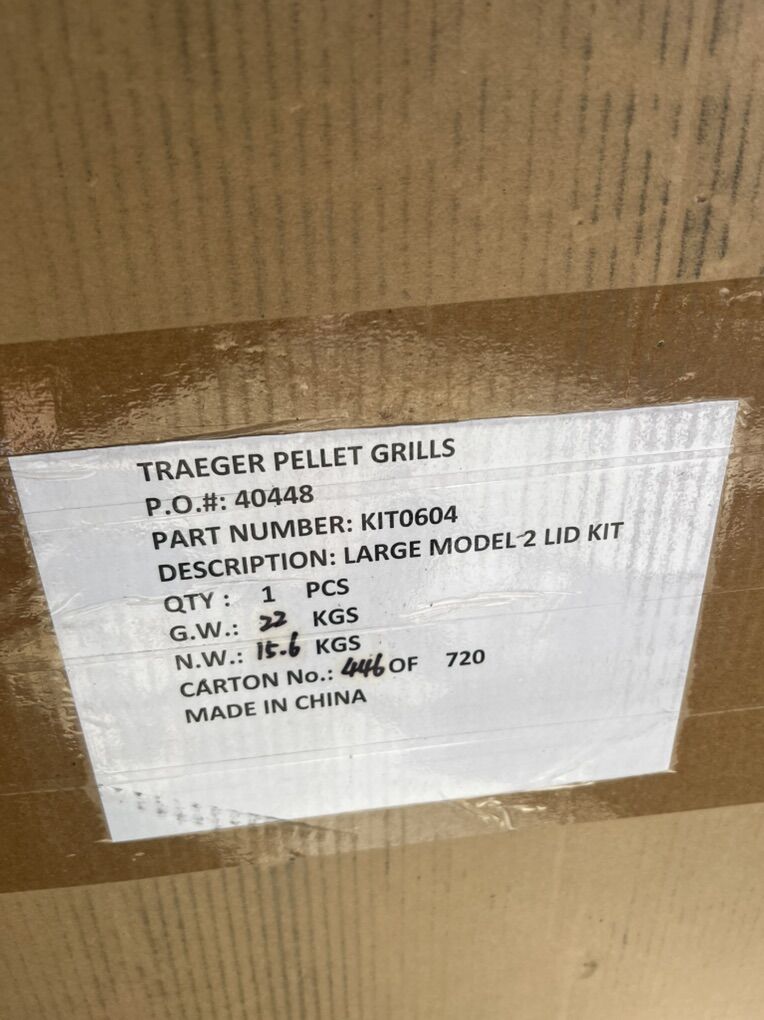 TRAEGER PELLET GRILLS
P.O.#: 40448
PART NUMBER: KIT0604
DESCRIPTION: LARGE MODEL 2 LID KIT
QTY : 1 PCS
G.W.: 22 KGS
N.W.: 15.6 KGS
CARTON No.: 446 OF 720
MADE IN CHINA